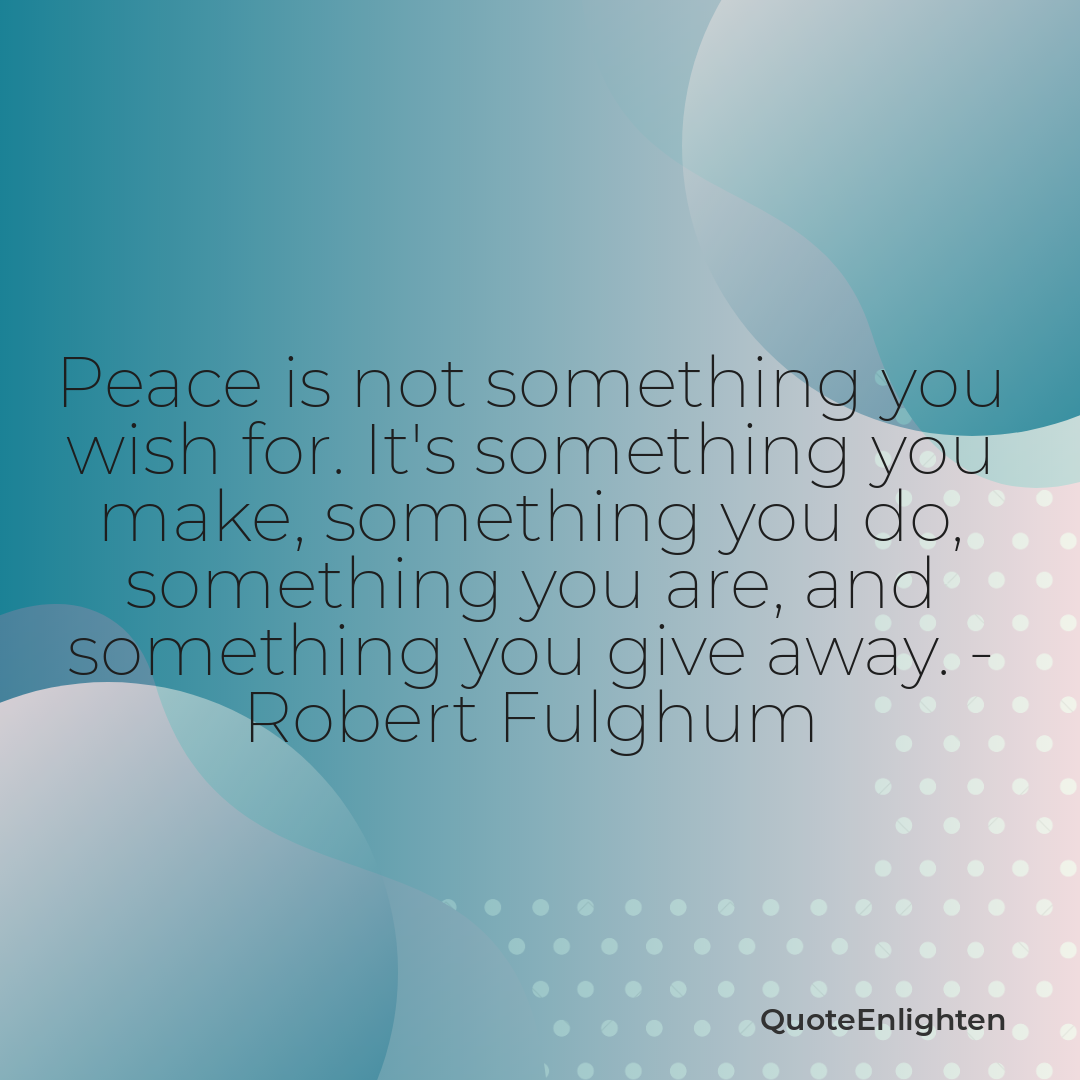 Peace is not something you
wish for. It's something you
make, something you do,
something you are, and
something you give away. -
Robert Fulghum
QuoteEnlighten